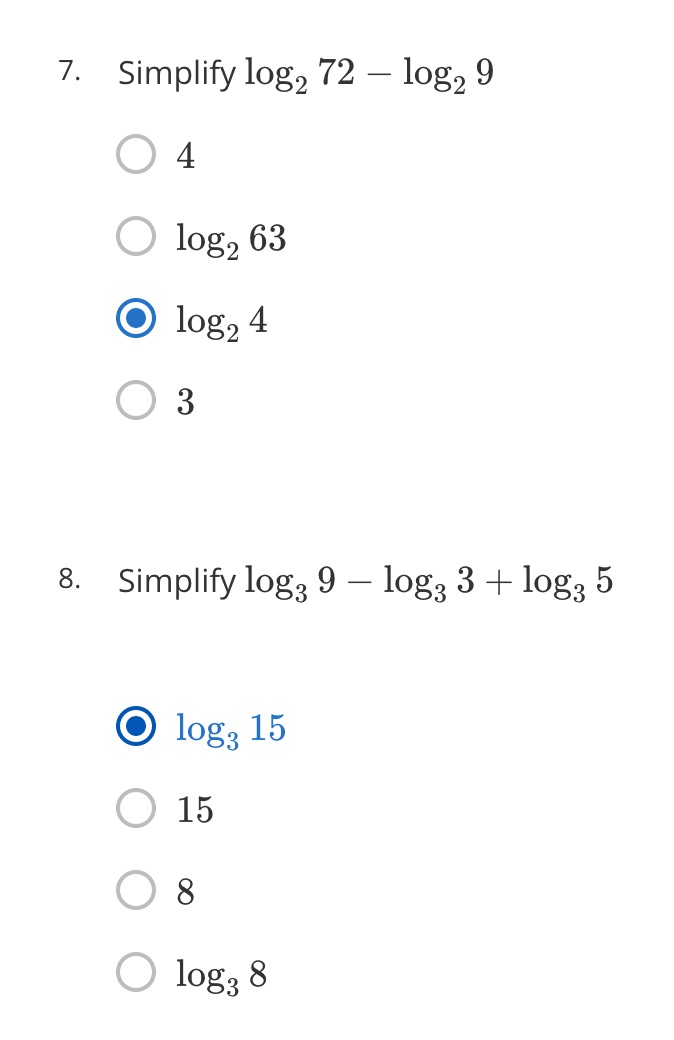 7. Simplify log₂ 72 − log₂ 9
4
log₂ 63
log₂ 4
3
8. Simplify log₃ 9 − log₃ 3 + log₃ 5
log₃ 15
15
8
log₃ 8